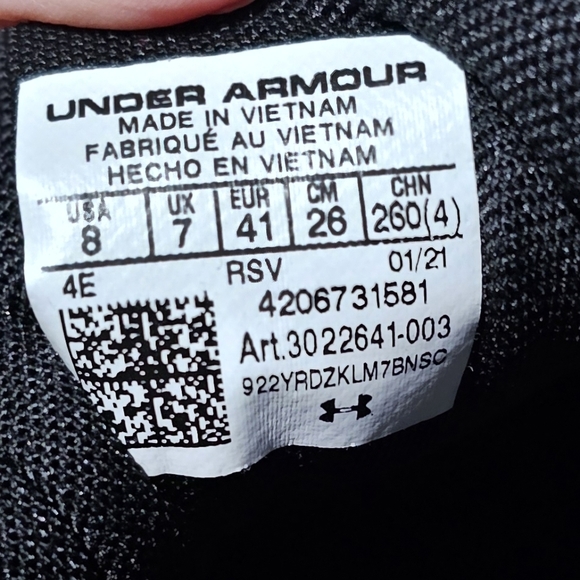 UNDER ARMOUR
MADE IN VIETNAM
FABRIQUÉ AU VIETNAM
HECHO EN VIETNAM
USA UX EUR CM CHN
8 7 41 26 260(4)
4E RSV 01/21
4206731581
Art.3022641-003
922YRDZKLM7BNSC